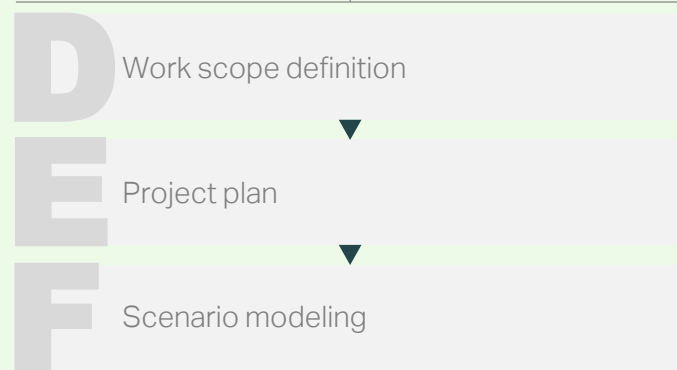 D
Work scope definition
E
Project plan
F
Scenario modeling